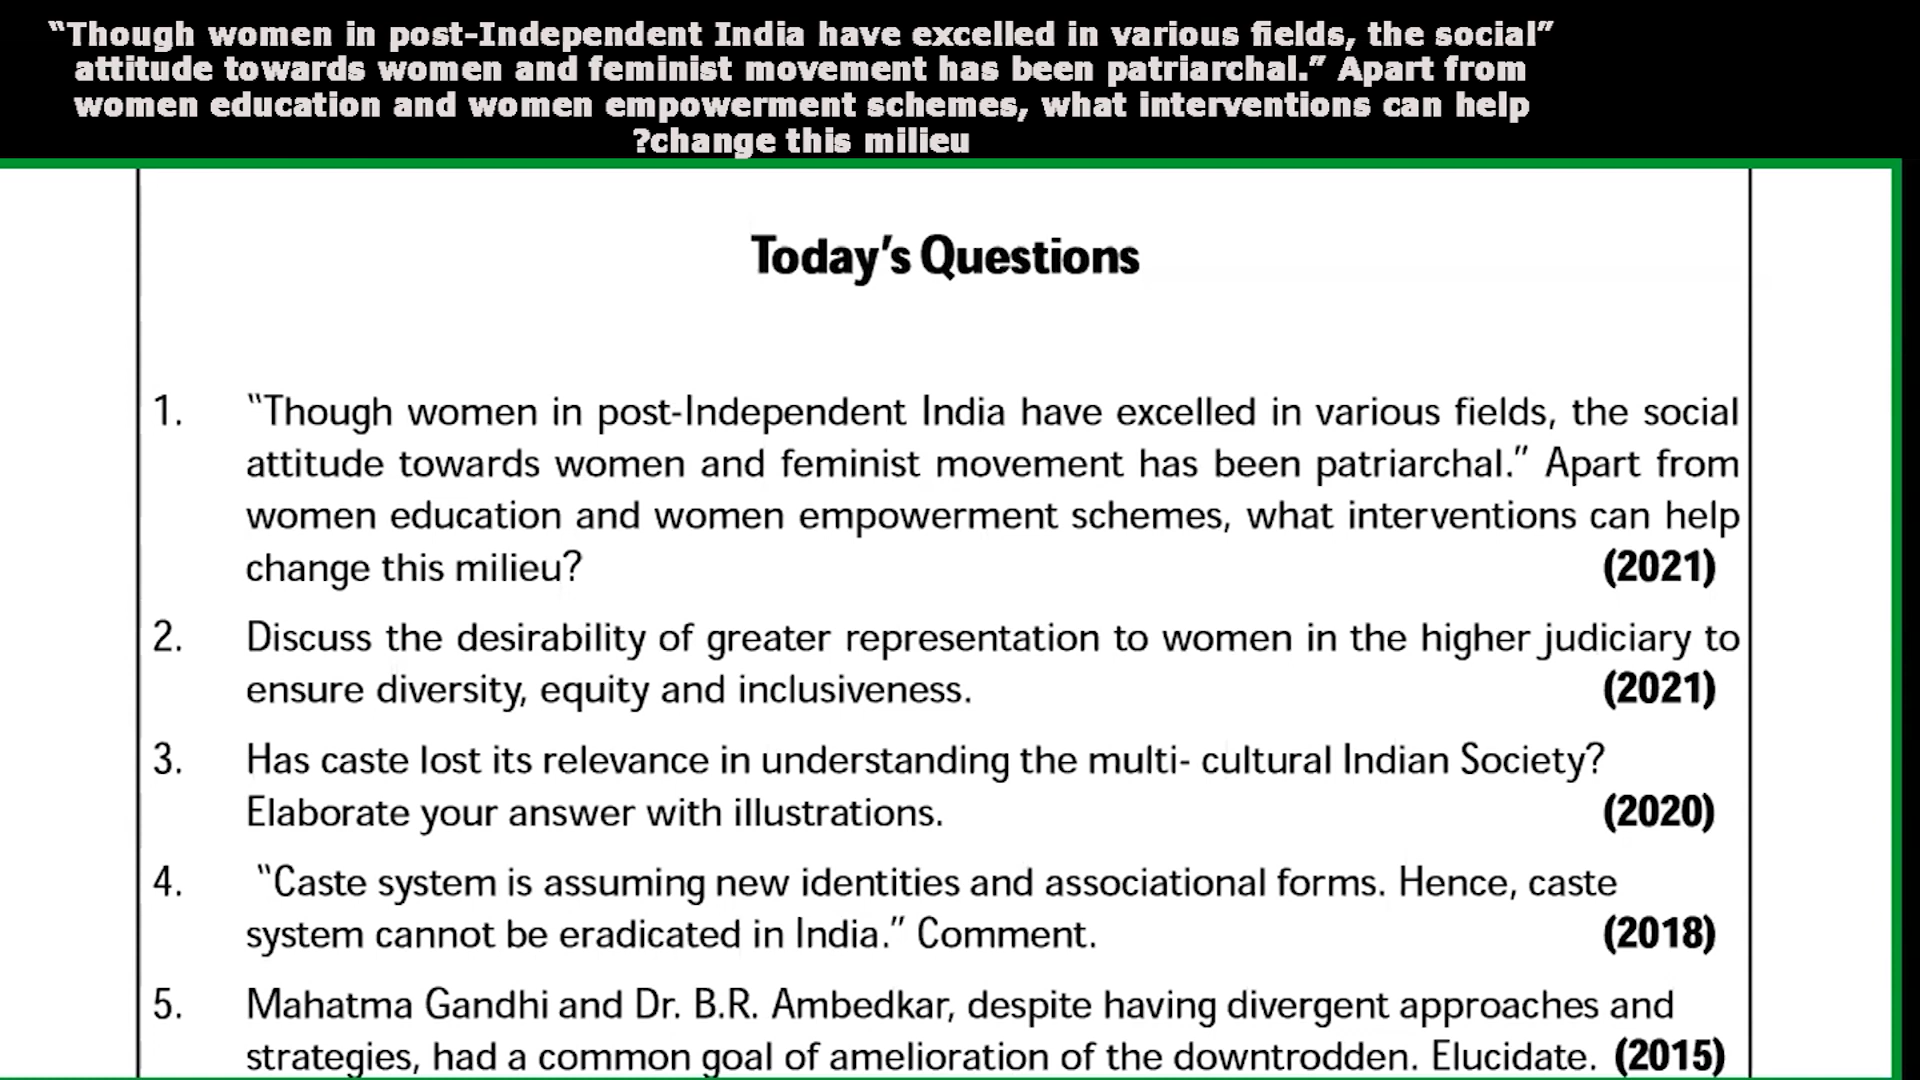 “Though women in post-Independent India have excelled in various fields, the social”
attitude towards women and feminist movement has been patriarchal.” Apart from
women education and women empowerment schemes, what interventions can help
?change this milieu
Today’s Questions
1. “Though women in post-Independent India have excelled in various fields, the social
attitude towards women and feminist movement has been patriarchal.” Apart from
women education and women empowerment schemes, what interventions can help
change this milieu? (2021)
2. Discuss the desirability of greater representation to women in the higher judiciary to
ensure diversity, equity and inclusiveness. (2021)
3. Has caste lost its relevance in understanding the multi- cultural Indian Society?
Elaborate your answer with illustrations. (2020)
4. “Caste system is assuming new identities and associational forms. Hence, caste
system cannot be eradicated in India.” Comment. (2018)
5. Mahatma Gandhi and Dr. B.R. Ambedkar, despite having divergent approaches and
strategies, had a common goal of amelioration of the downtrodden. Elucidate. (2015)